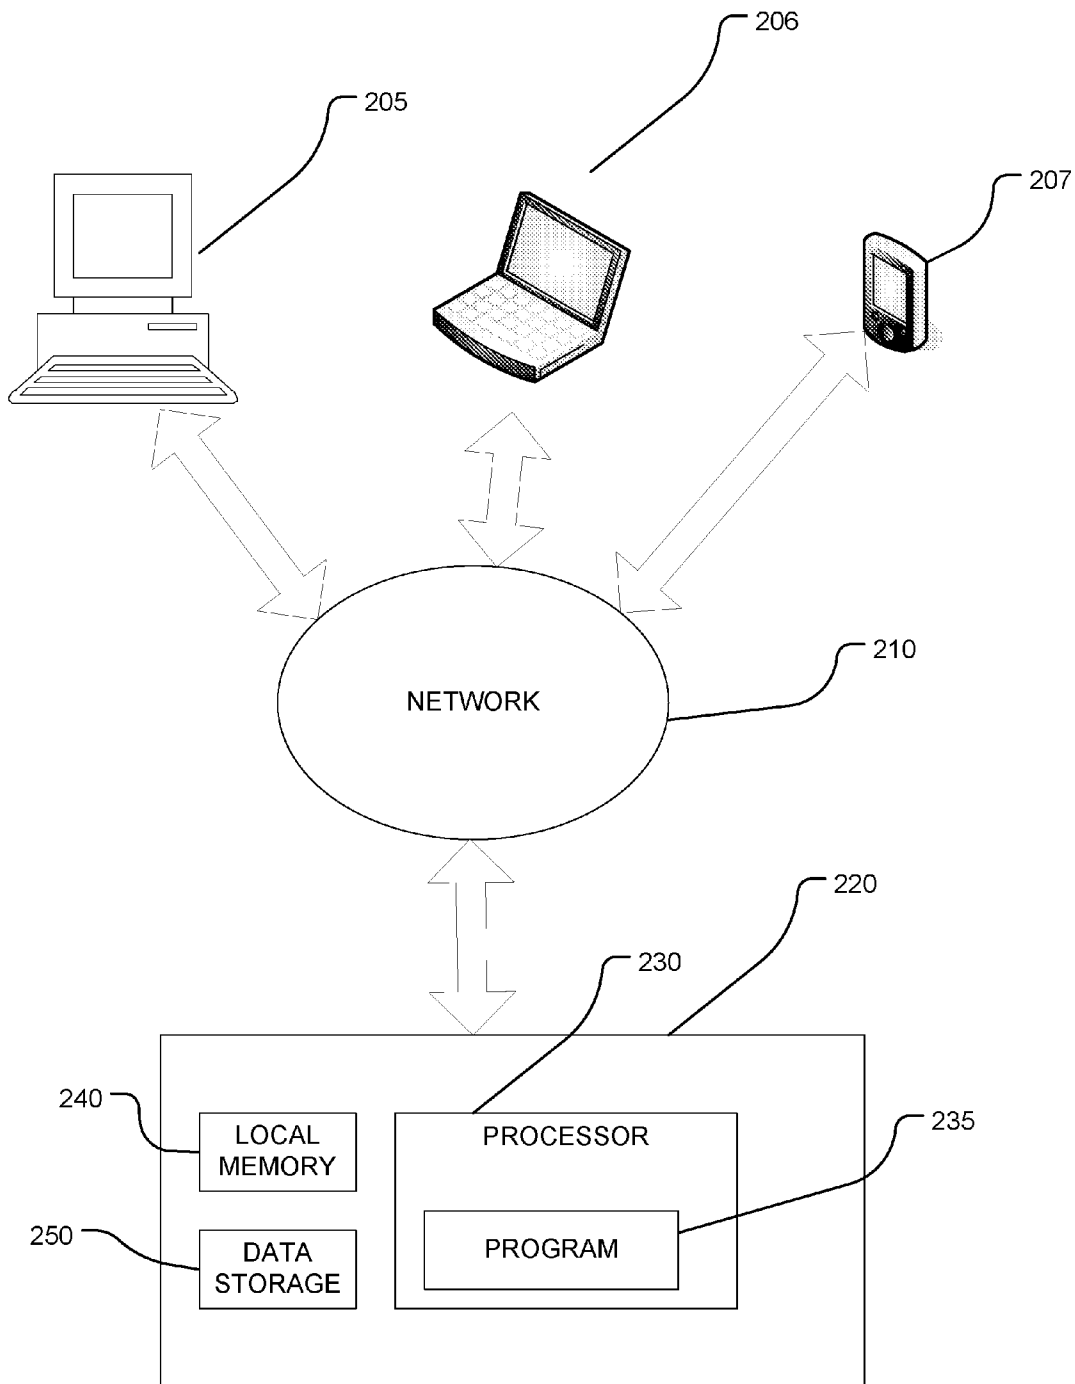 206
205
207
210
NETWORK
220
230
240
LOCAL
MEMORY
PROCESSOR
235
250
DATA
STORAGE
PROGRAM